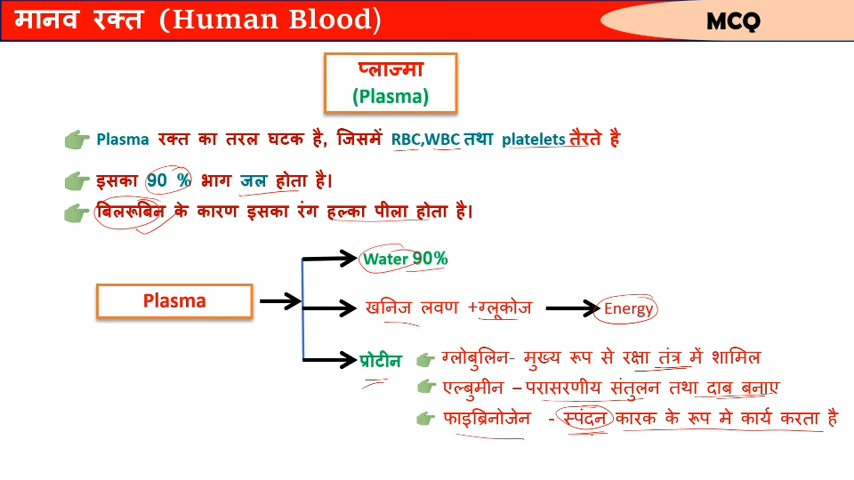 मानव रक्त (Human Blood)
MCQ
प्लाज्मा
(Plasma)
Plasma रक्त का तरल घटक है, जिसमें RBC,WBC तथा platelets तैरते है
इसका 90 % भाग जल होता है।
बिलरूबिन के कारण इसका रंग हल्का पीला होता है।
Water 90%
Plasma
खनिज लवण +ग्लूकोज
Energy
प्रोटीन
ग्लोबुलिन- मुख्य रूप से रक्षा तंत्र में शामिल
एल्बुमीन – परासरणीय संतुलन तथा दाब बनाए
फाइब्रिनोजेन - स्पंदन कारक के रूप मे कार्य करता है